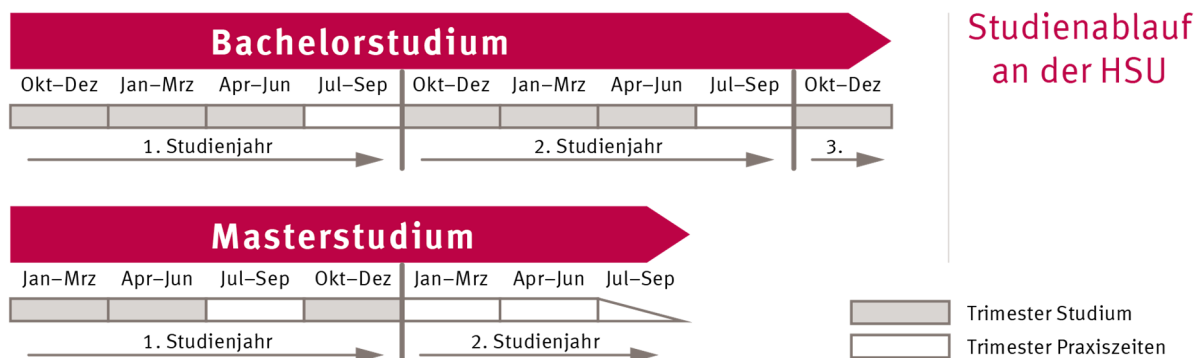 Bachelorstudium
Okt–Dez Jan–Mrz Apr–Jun Jul–Sep Okt–Dez Jan–Mrz Apr–Jun Jul–Sep Okt–Dez
1. Studienjahr 2. Studienjahr 3.
Studienablauf
an der HSU
Masterstudium
Jan–Mrz Apr–Jun Jul–Sep Okt–Dez Jan–Mrz Apr–Jun Jul–Sep
1. Studienjahr 2. Studienjahr
Trimester Studium
Trimester Praxiszeiten